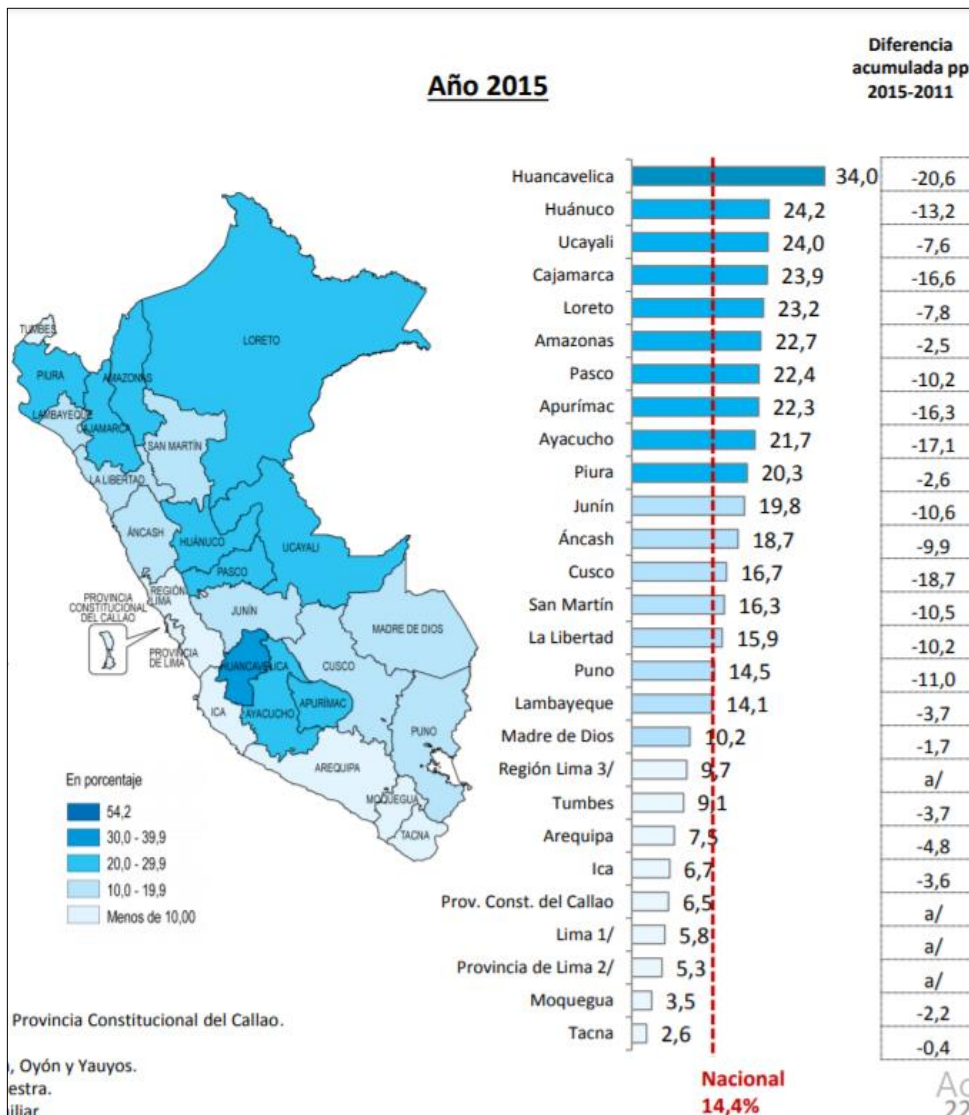 Año 2015
Diferencia
acumulada pp
2015-2011
Huancavelica 34,0 -20,6
Huánuco 24,2 -13,2
Ucayali 24,0 -7,6
Cajamarca 23,9 -16,6
Loreto 23,2 -7,8
Amazonas 22,7 -2,5
Pasco 22,4 -10,2
Apurímac 22,3 -16,3
Ayacucho 21,7 -17,1
Piura 20,3 -2,6
Junín 19,8 -10,6
Áncash 18,7 -9,9
Cusco 16,7 -18,7
San Martín 16,3 -10,5
La Libertad 15,9 -10,2
Puno 14,5 -11,0
Lambayeque 14,1 -3,7
Madre de Dios 10,2 -1,7
Región Lima 3/ 9,7 a/
Tumbes 9,1 -3,7
Arequipa 7,5 -4,8
Ica 6,7 -3,6
Prov. Const. del Callao 6,5 a/
Lima 1/ 5,8 a/
Provincia de Lima 2/ 5,3 a/
Moquegua 3,5 -2,2
Tacna 2,6 -0,4
Nacional
14,4%
TUMBES
LORETO
PIURA
AMAZONAS
LAMBAYEQUE
CAJAMARCA
SAN MARTÍN
LA LIBERTAD
ÁNCASH
HUÁNUCO
UCAYALI
PASCO
REGIÓN
LIMA
PROVINCIA
CONSTITUCIONAL
DEL CALLAO
JUNÍN
MADRE DE DIOS
PROVINCIA
DE LIMA
HUANCAVELICA
CUSCO
ICA
AYACUCHO
APURÍMAC
PUNO
AREQUIPA
MOQUEGUA
TACNA
En porcentaje
54,2
30,0 - 39,9
20,0 - 29,9
10,0 - 19,9
Menos de 10,00
Provincia Constitucional del Callao.
, Oyón y Yauyos.
estra.
iliar
Ac
22